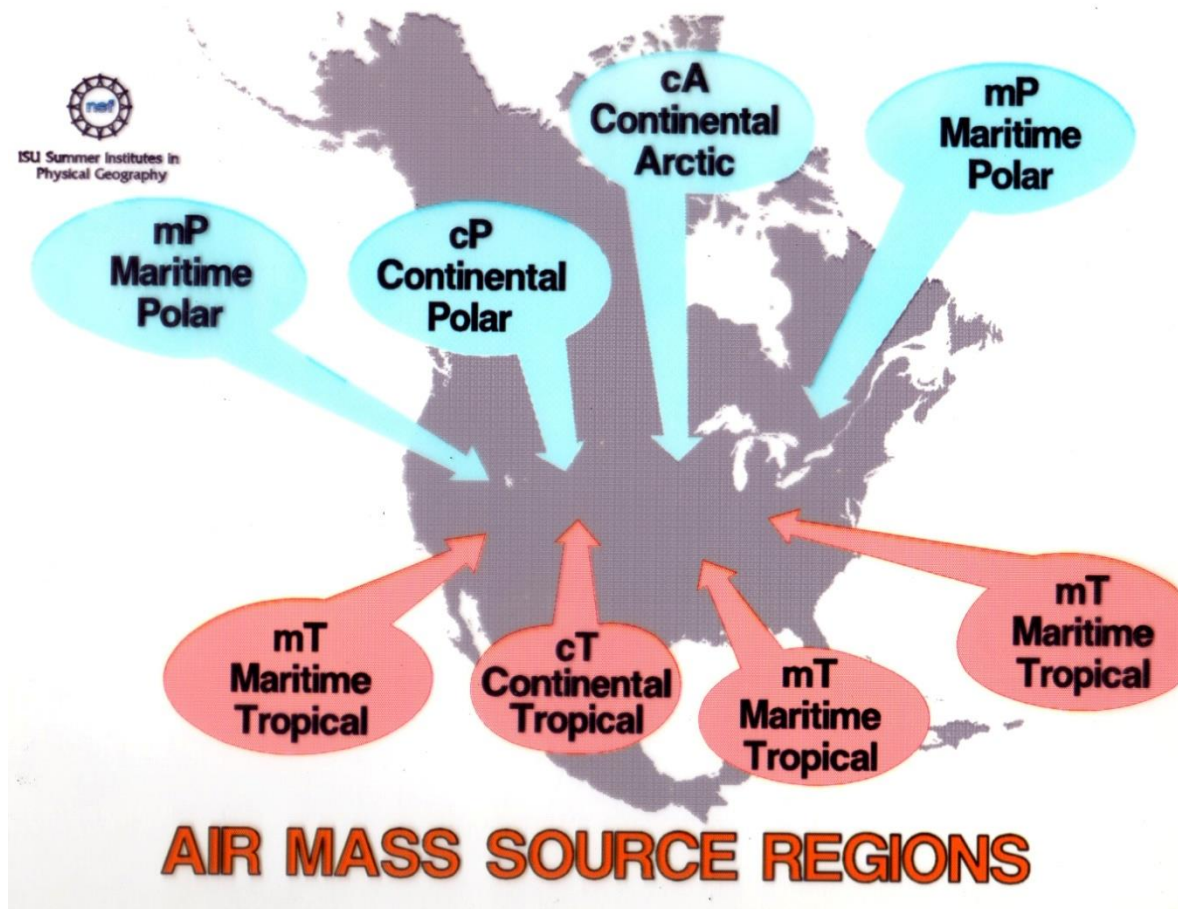 cA
Continental
Arctic
mP
Maritime
Polar
nsf
ISU Summer Institutes in
Physical Geography
mP
Maritime
Polar
cP
Continental
Polar
mT
Maritime
Tropical
cT
Continental
Tropical
mT
Maritime
Tropical
mT
Maritime
Tropical
AIR MASS SOURCE REGIONS